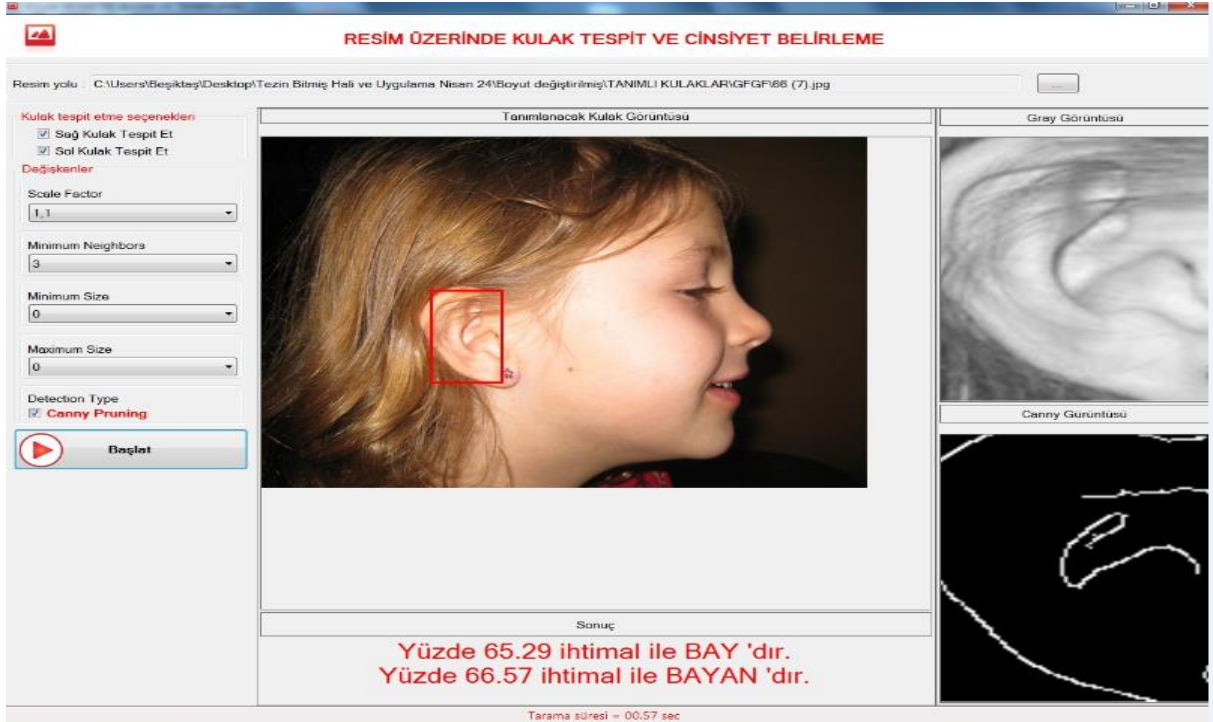 RESİM ÜZERİNDE KULAK TESPİT VE CİNSİYET BELİRLEME
Resim yolu : C:\Users\Beşiktaş\Desktop\Tezin Bitmiş Hali ve Uygulama Nisan 24\Boyut değiştirilmiş\TANIMLI KULAKLAR\GFGF\66 (7).jpg
...
Kulak tespit etme seçenekleri
Sağ Kulak Tespit Et
Sol Kulak Tespit Et
Değişkenler
Scale Factor
1,1
Minimum Neighbors
3
Minimum Size
0
Maximum Size
0
Detection Type
Canny Pruning
Başlat
Tanımlanacak Kulak Görüntüsü
Gray Görüntüsü
Canny Gürüntüsü
Sonuç
Yüzde 65.29 ihtimal ile BAY 'dır.
Yüzde 66.57 ihtimal ile BAYAN 'dır.
Tarama süresi = 00.57 sec